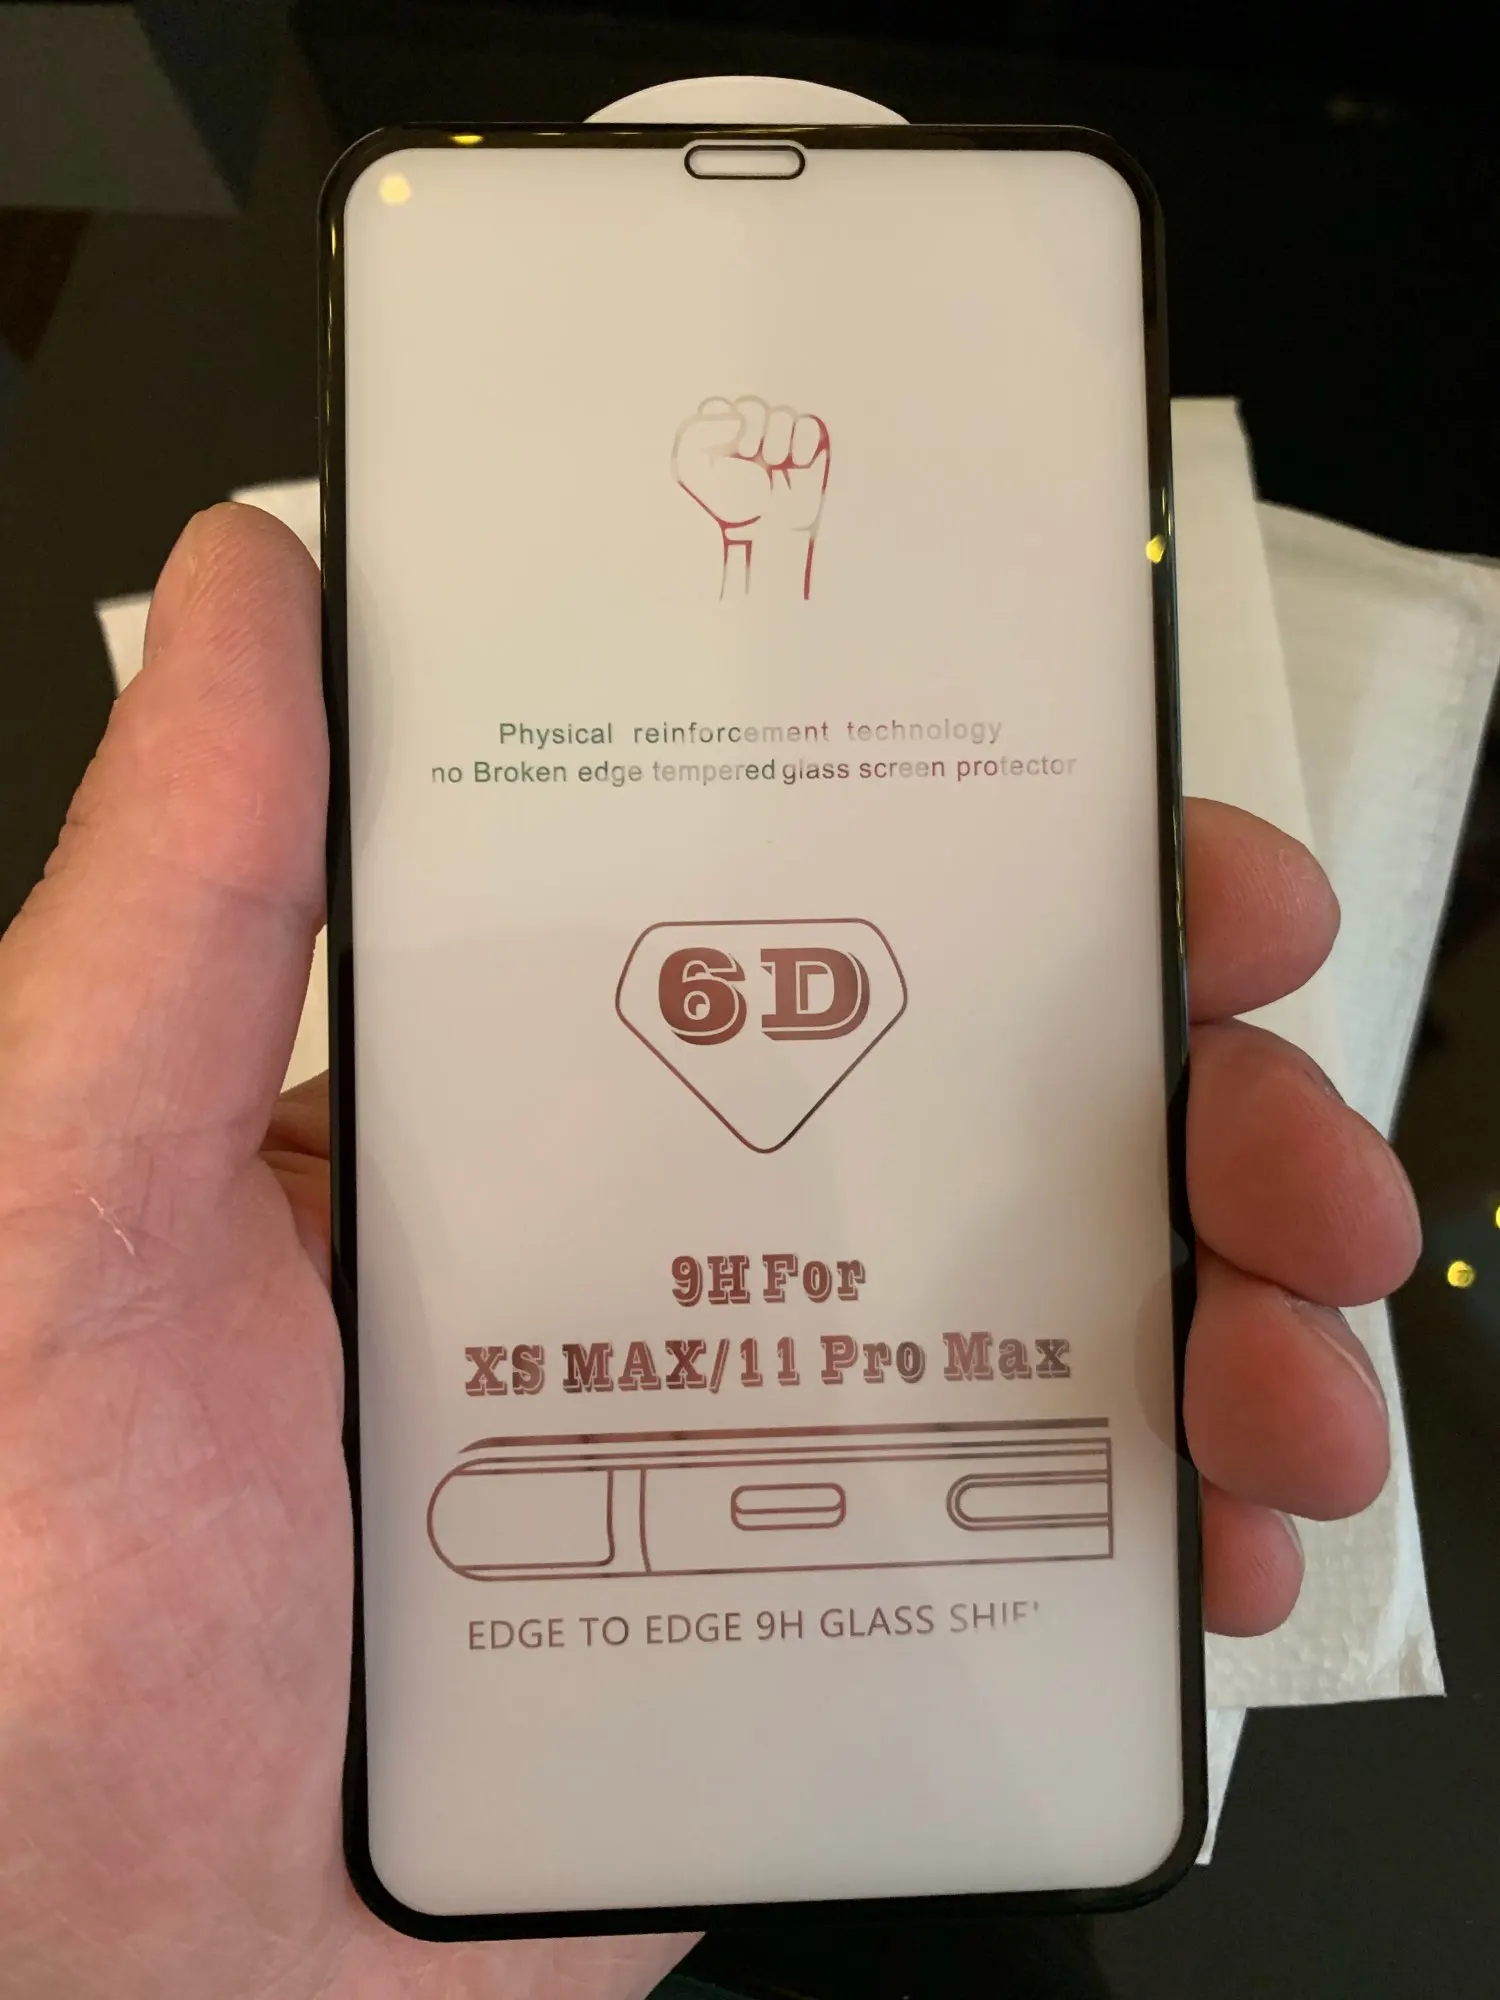 Physical reinforcement technology
no Broken edge tempered glass screen protector
6D
9H For
XS MAX/11 Pro Max
EDGE TO EDGE 9H GLASS